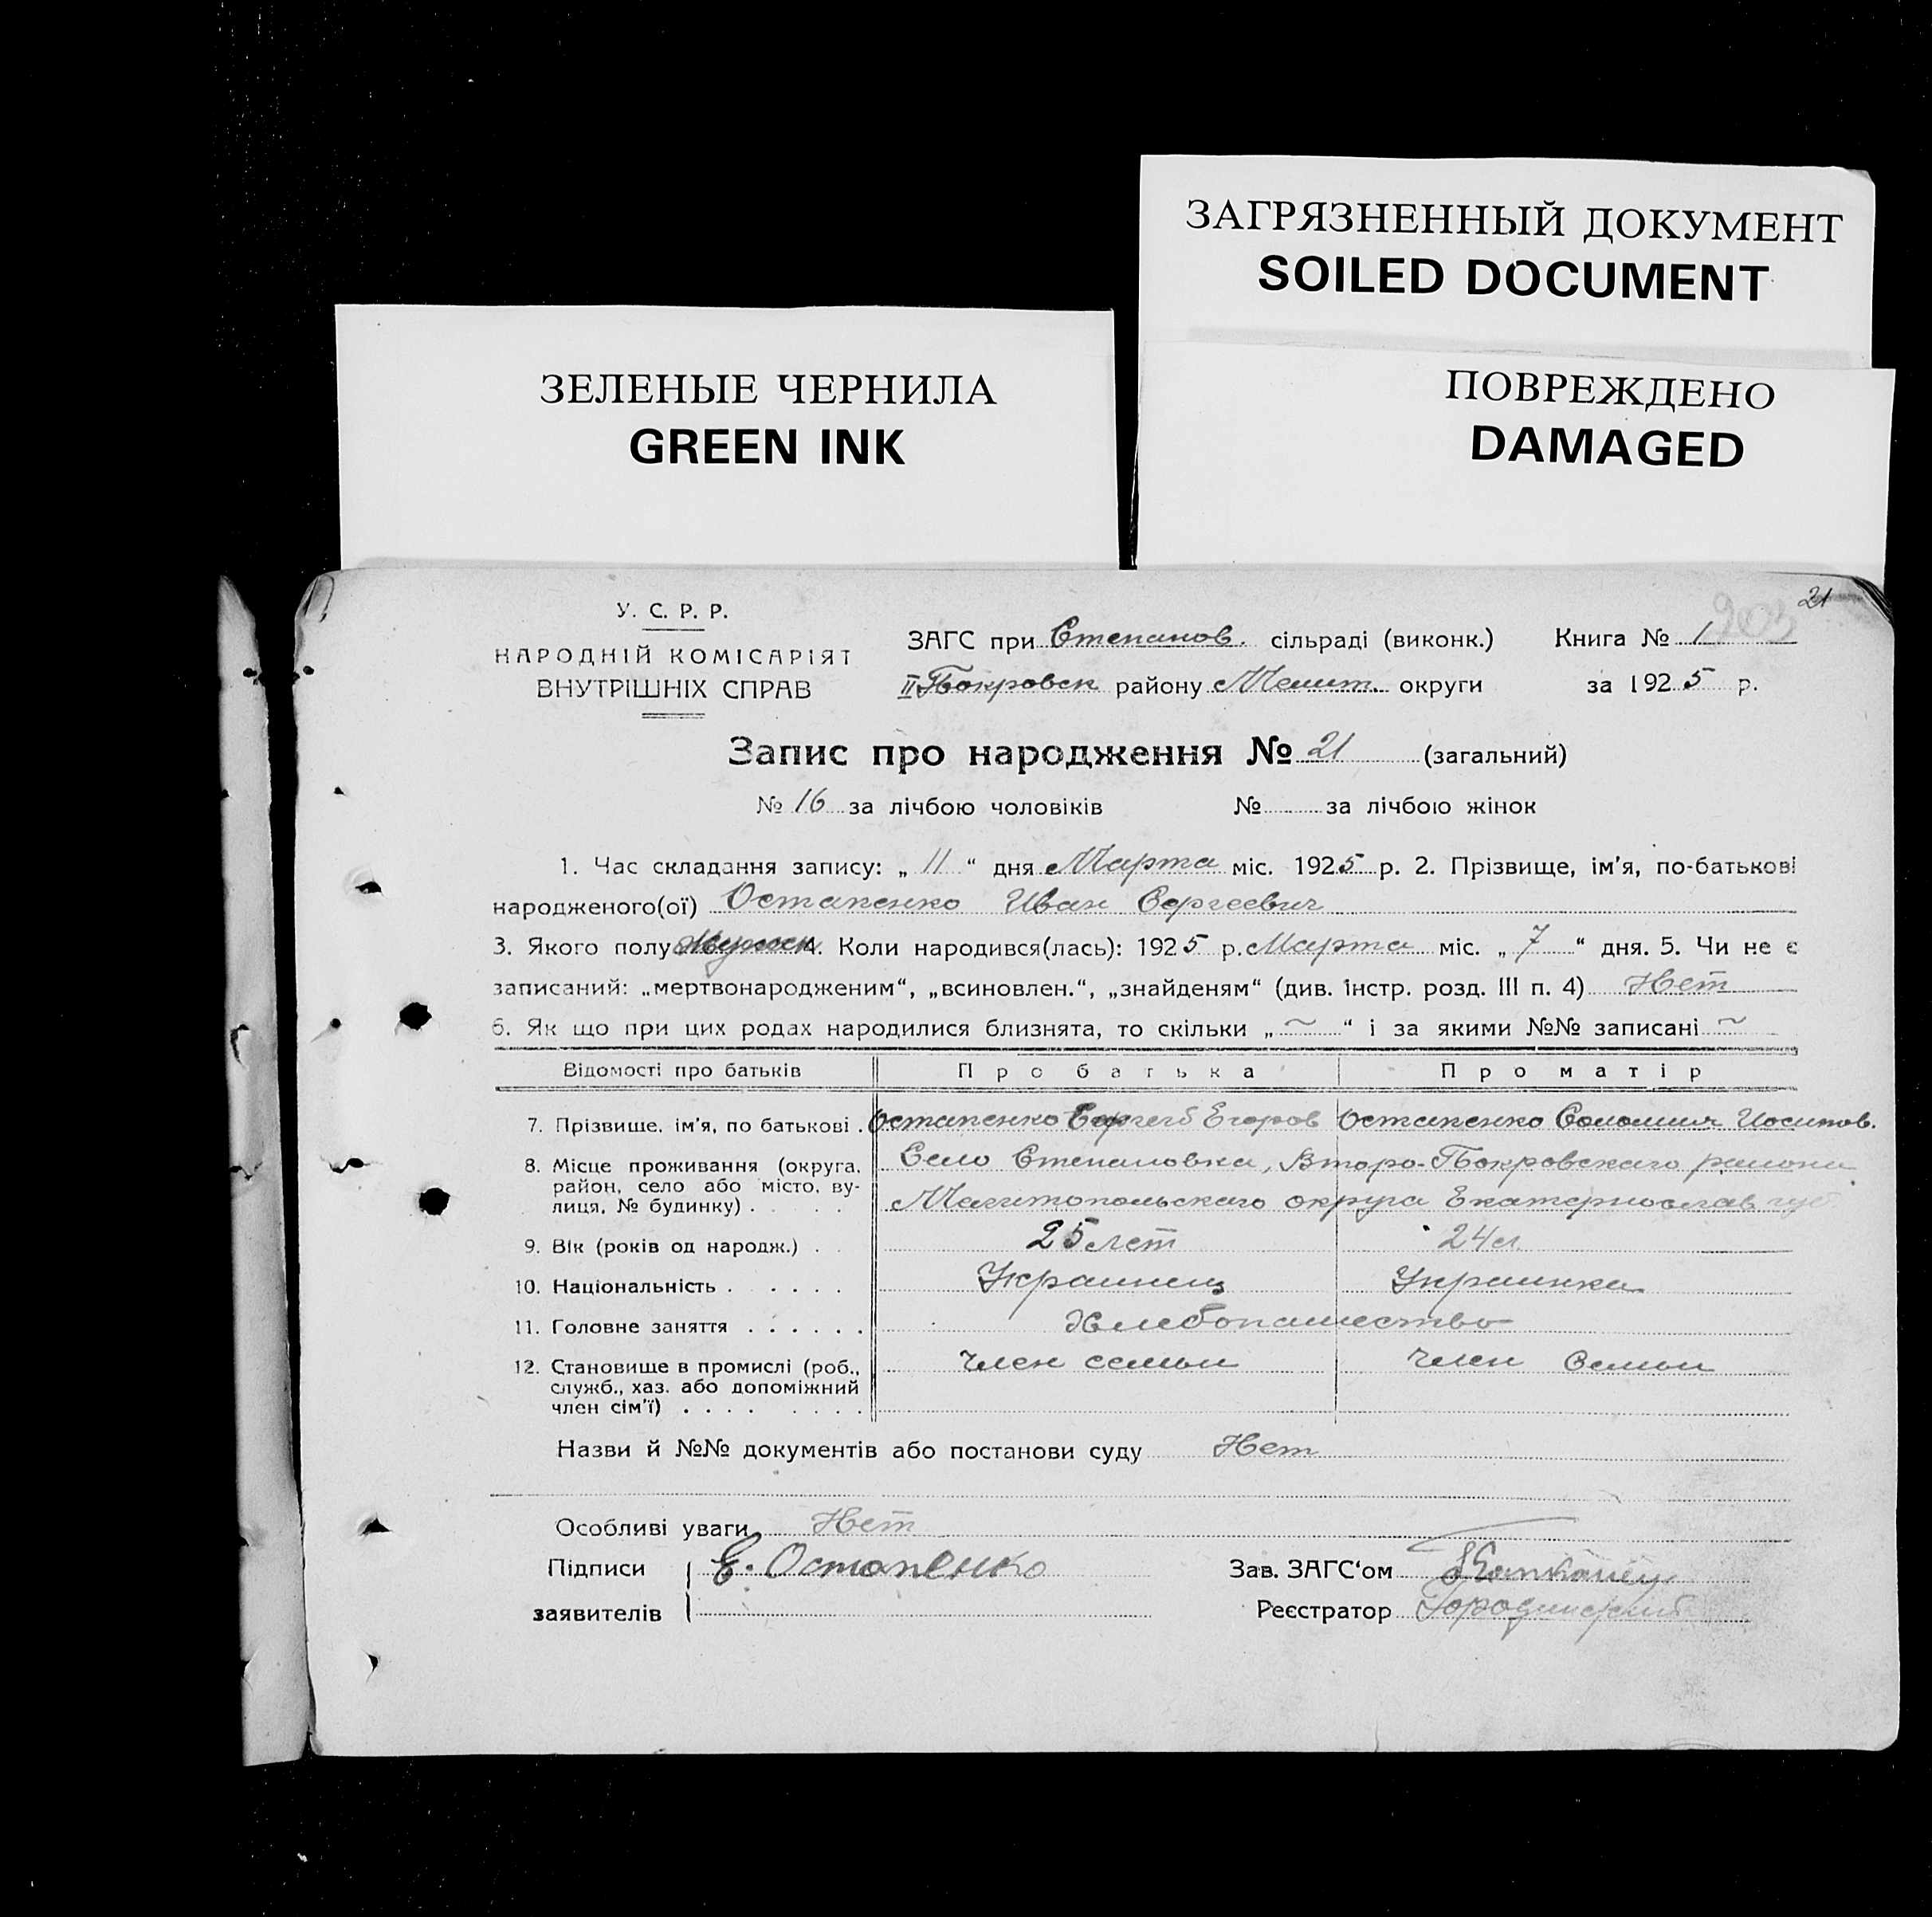 ЗАГРЯЗНЕННЫЙ ДОКУМЕНТ
SOILED DOCUMENT
ЗЕЛЕНЫЕ ЧЕРНИЛА
GREEN INK
ПОВРЕЖДЕНО
DAMAGED
21
У. С. Р. Р.
НАРОДНІЙ КОМІСАРІЯТ
ВНУТРІШНІХ СПРАВ
ЗАГС при Степанов. сільраді (виконк.) Книга № 1
II Покровск району Мелит. округи за 1925 р.
Запис про народження № 21 (загальний)
№ 16 за лічбою чоловіків № за лічбою жінок
1. Час складання запису: „ 11 “ дня Марта міс. 1925 р. 2. Прізвище, ім'я, по-батькові
народженого(ої) Остапенко Иван Сергеевич
3. Якого полу Мужск 4. Коли народився(лась): 1925 р. Марта міс. „ 7 “ дня. 5. Чи не є
записаний: „мертвонародженим“, „всиновлен.“, „знайденям“ (див. інстр. розд. III п. 4) Нет
6. Як що при цих родах народилися близнята, то скільки „ ~ “ і за якими №№ записані ~
Відомості про батьків Про батька Про матір
7. Прізвище, ім'я, по батькові . Остапенко Сергей Егоров Остапенко Соломия Иосипов.
8. Місце проживання (округа, район, село або місто, вулиця, № будинку) . Село Степановка, Второ-Покровскаго района
Мелитопольскаго округа Екатеринослав губ.
9. Вік (років од народж.) . . 25 лет 24 л.
10. Національність . . . . . Украинец Украинка
11. Головне заняття . . . . . . Хлебопашество
12. Становище в промислі (роб., Член семьи Член Семьи
служб., хаз. або допоміжний
член сім'ї) . . . . . . . .
Назви й №№ документів або постанови суду Нет
Особливі уваги Нет
Підписи Е. Остапенко Зав. ЗАГС‘ом
заявителів Реєстратор